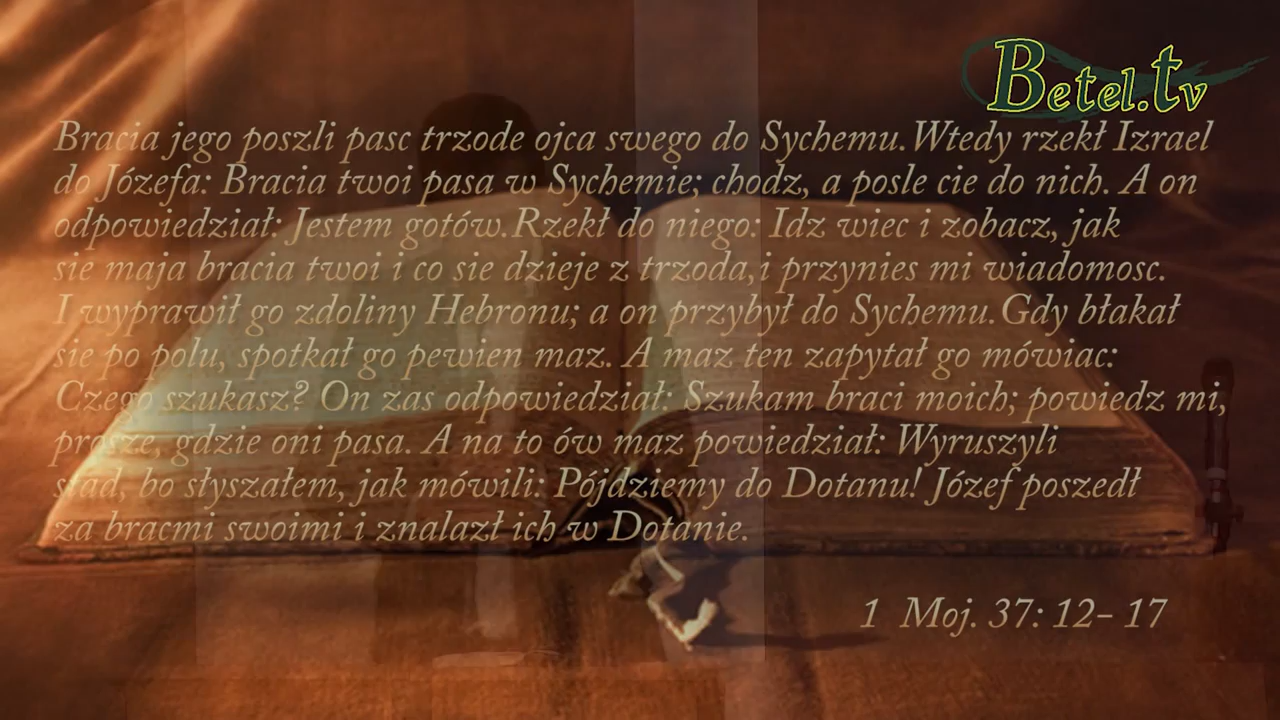 Betel.tv
Bracia jego poszli pasc trzode ojca swego do Sychemu.Wtedy rzekł Izrael
do Józefa: Bracia twoi pasa w Sychemie; chodz, a posle cie do nich. A on
odpowiedział: Jestem gotów.Rzekł do niego: Idz wiec i zobacz, jak
sie maja bracia twoi i co sie dzieje z trzoda,i przynies mi wiadomosc.
I wyprawił go zdoliny Hebronu; a on przybył do Sychemu.Gdy błakał
sie po polu, spotkał go pewien maz. A maz ten zapytał go mówiac:
Czego szukasz? On zas odpowiedział: Szukam braci moich; powiedz mi,
prosze, gdzie oni pasa. A na to ów maz powiedział: Wyruszyli
stad, bo słyszałem, jak mówili: Pójdziemy do Dotanu! Józef poszedł
za bracmi swoimi i znalazł ich w Dotanie.
1 Moj. 37: 12- 17